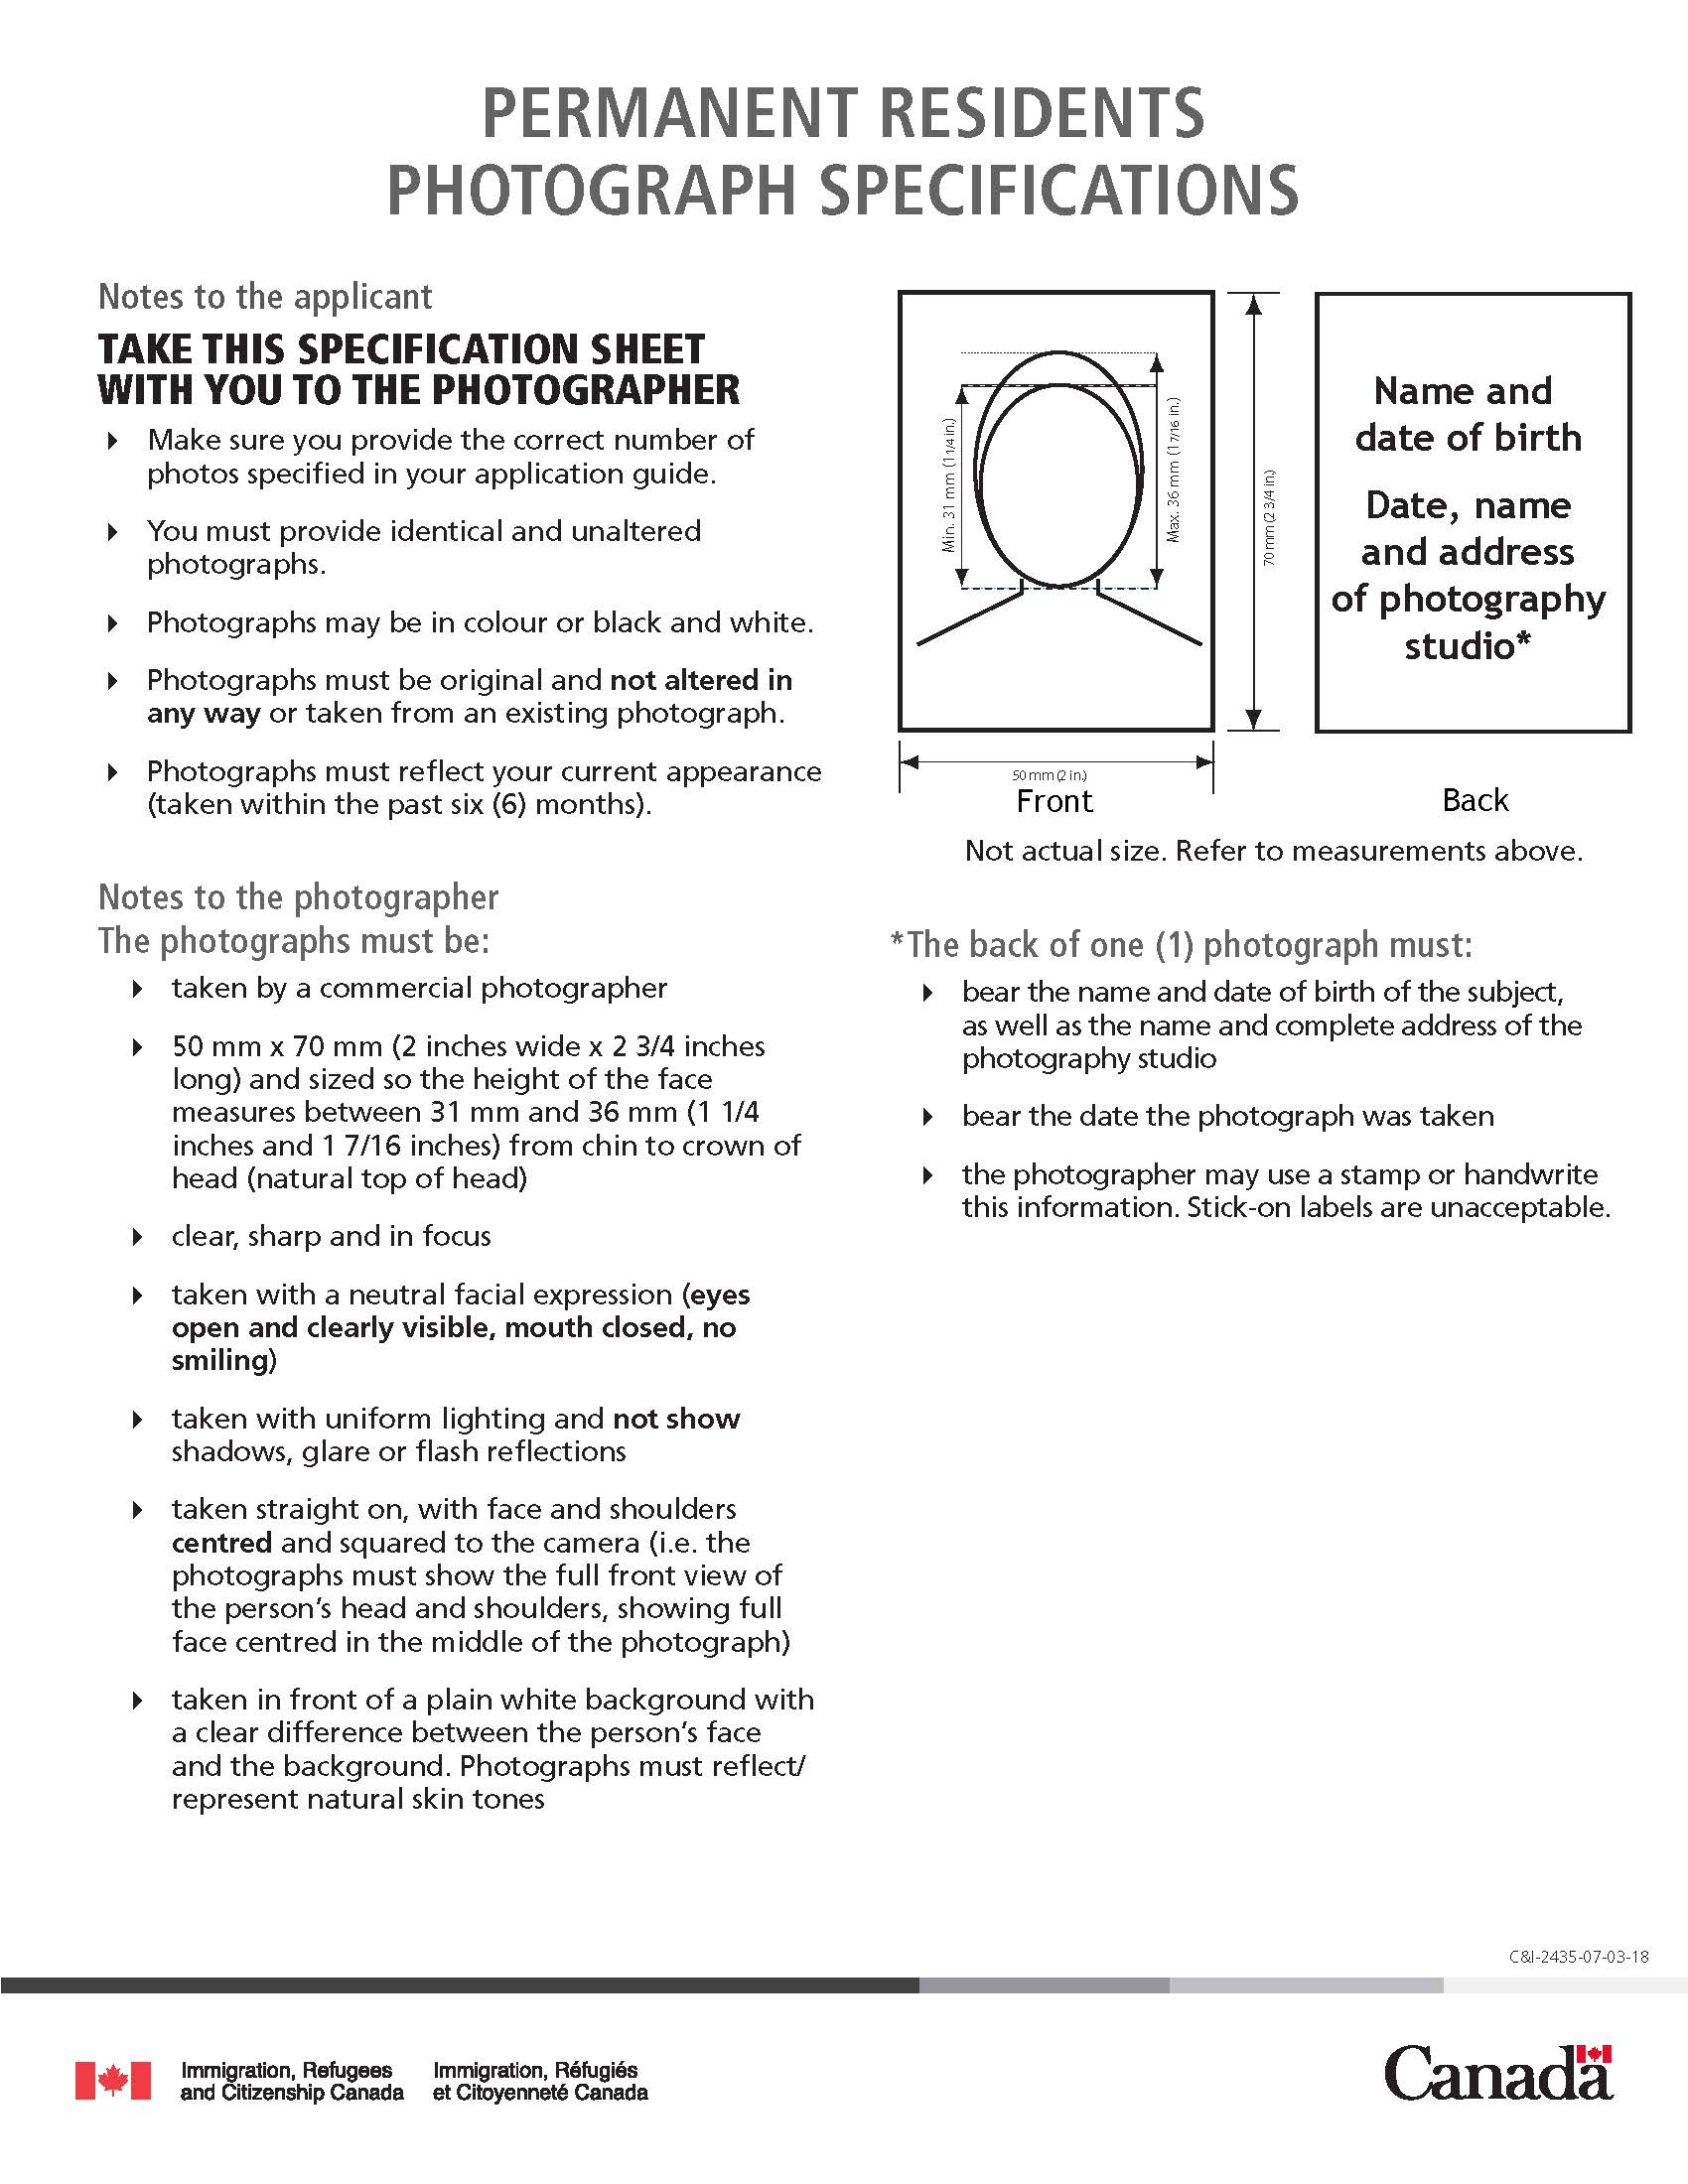 PERMANENT RESIDENTS
PHOTOGRAPH SPECIFICATIONS
Notes to the applicant
TAKE THIS SPECIFICATION SHEET
WITH YOU TO THE PHOTOGRAPHER
Make sure you provide the correct number of
photos specified in your application guide.
You must provide identical and unaltered
photographs.
Photographs may be in colour or black and white.
Photographs must be original and not altered in
any way or taken from an existing photograph.
Photographs must reflect your current appearance
(taken within the past six (6) months).
Min. 31 mm (1 1/4 in.)
Max. 36 mm (1 7/16 in.)
70 mm (2 3/4 in.)
50 mm (2 in.)
Front
Name and
date of birth
Date, name
and address
of photography
studio*
Back
Not actual size. Refer to measurements above.
Notes to the photographer
The photographs must be:
taken by a commercial photographer
50 mm x 70 mm (2 inches wide x 2 3/4 inches
long) and sized so the height of the face
measures between 31 mm and 36 mm (1 1/4
inches and 1 7/16 inches) from chin to crown of
head (natural top of head)
clear, sharp and in focus
taken with a neutral facial expression (eyes
open and clearly visible, mouth closed, no
smiling)
taken with uniform lighting and not show
shadows, glare or flash reflections
taken straight on, with face and shoulders
centred and squared to the camera (i.e. the
photographs must show the full front view of
the person's head and shoulders, showing full
face centred in the middle of the photograph)
taken in front of a plain white background with
a clear difference between the person's face
and the background. Photographs must reflect/
represent natural skin tones
*The back of one (1) photograph must:
bear the name and date of birth of the subject,
as well as the name and complete address of the
photography studio
bear the date the photograph was taken
the photographer may use a stamp or handwrite
this information. Stick-on labels are unacceptable.
C&I-2435-07-03-18
Immigration, Refugees
and Citizenship Canada
Immigration, Réfugiés
et Citoyenneté Canada
Canada